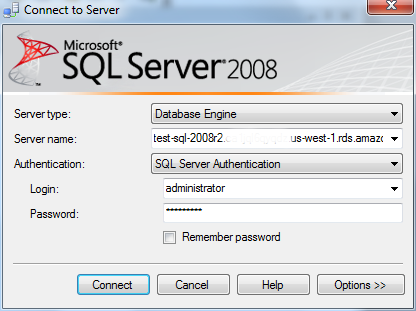 Connect to Server
Microsoft®
SQL Server® 2008
Server type: Database Engine
Server name: test-sql-2008r2. us-west-1.rds.amazo
Authentication: SQL Server Authentication
Login: administrator
Password: *********
Remember password
Connect Cancel Help Options >>